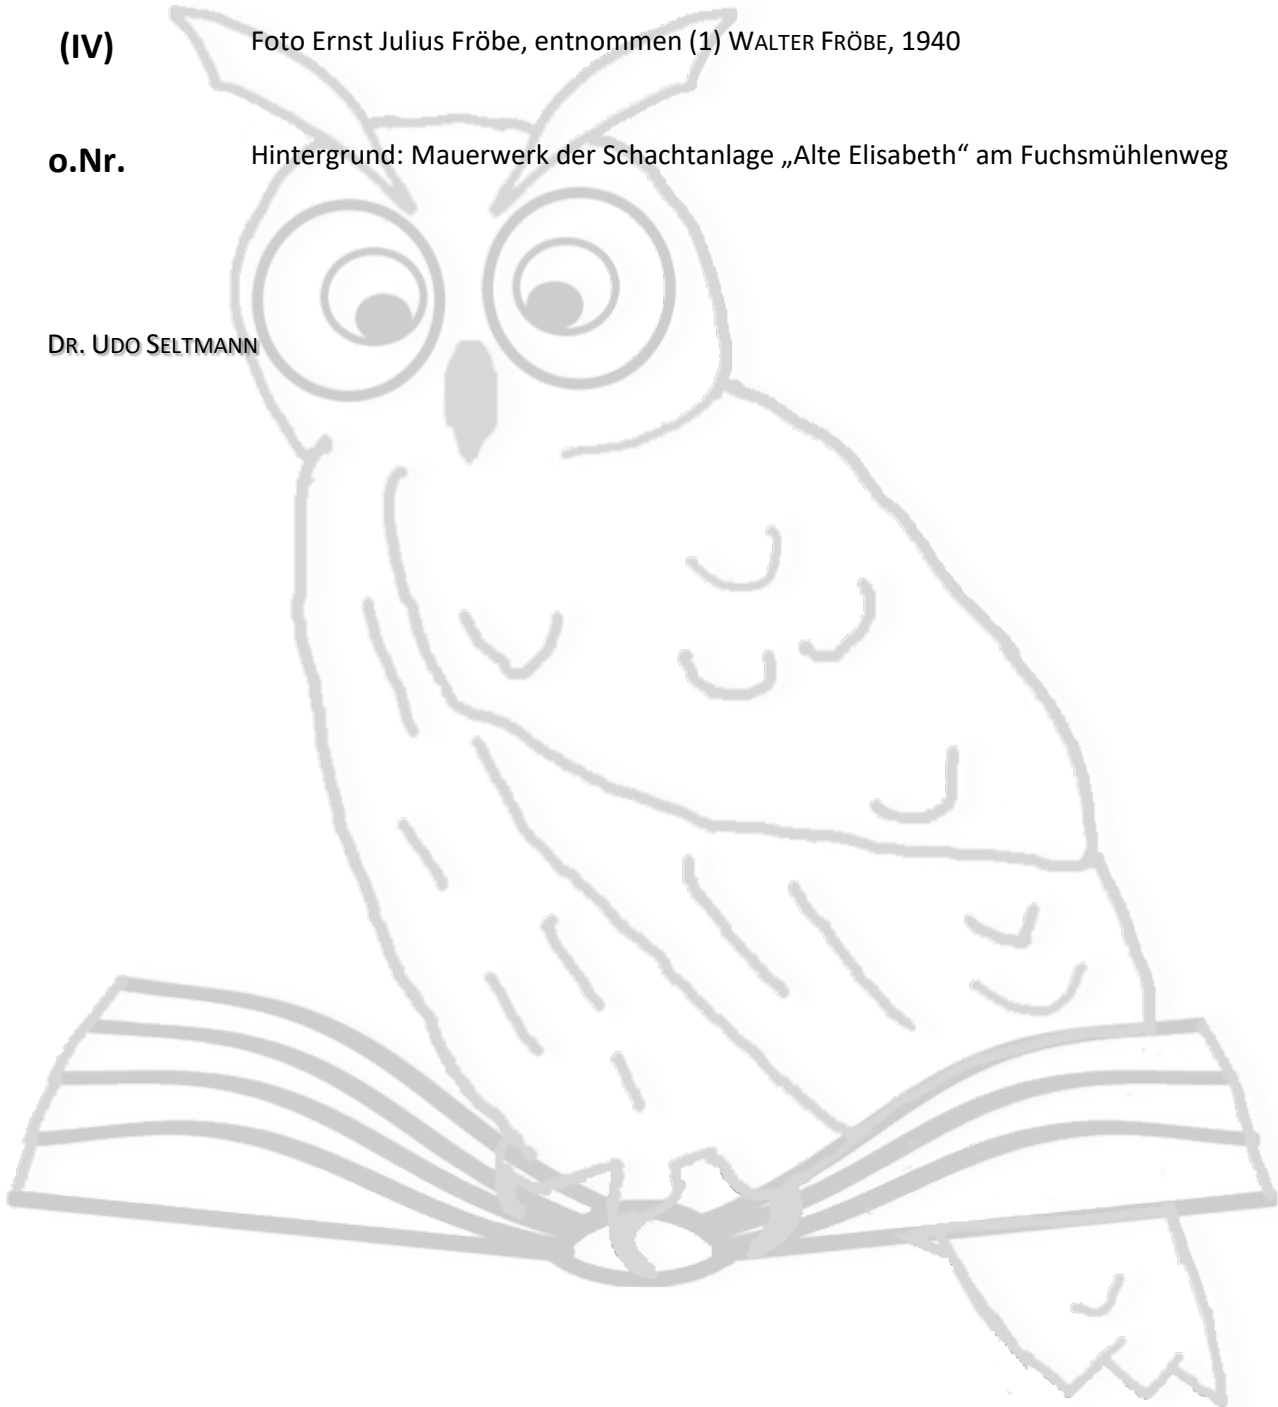 (IV) Foto Ernst Julius Fröbe, entnommen (1) WALTER FRÖBE, 1940
o.Nr. Hintergrund: Mauerwerk der Schachtanlage „Alte Elisabeth“ am Fuchsmühlenweg
DR. UDO SELTMANN